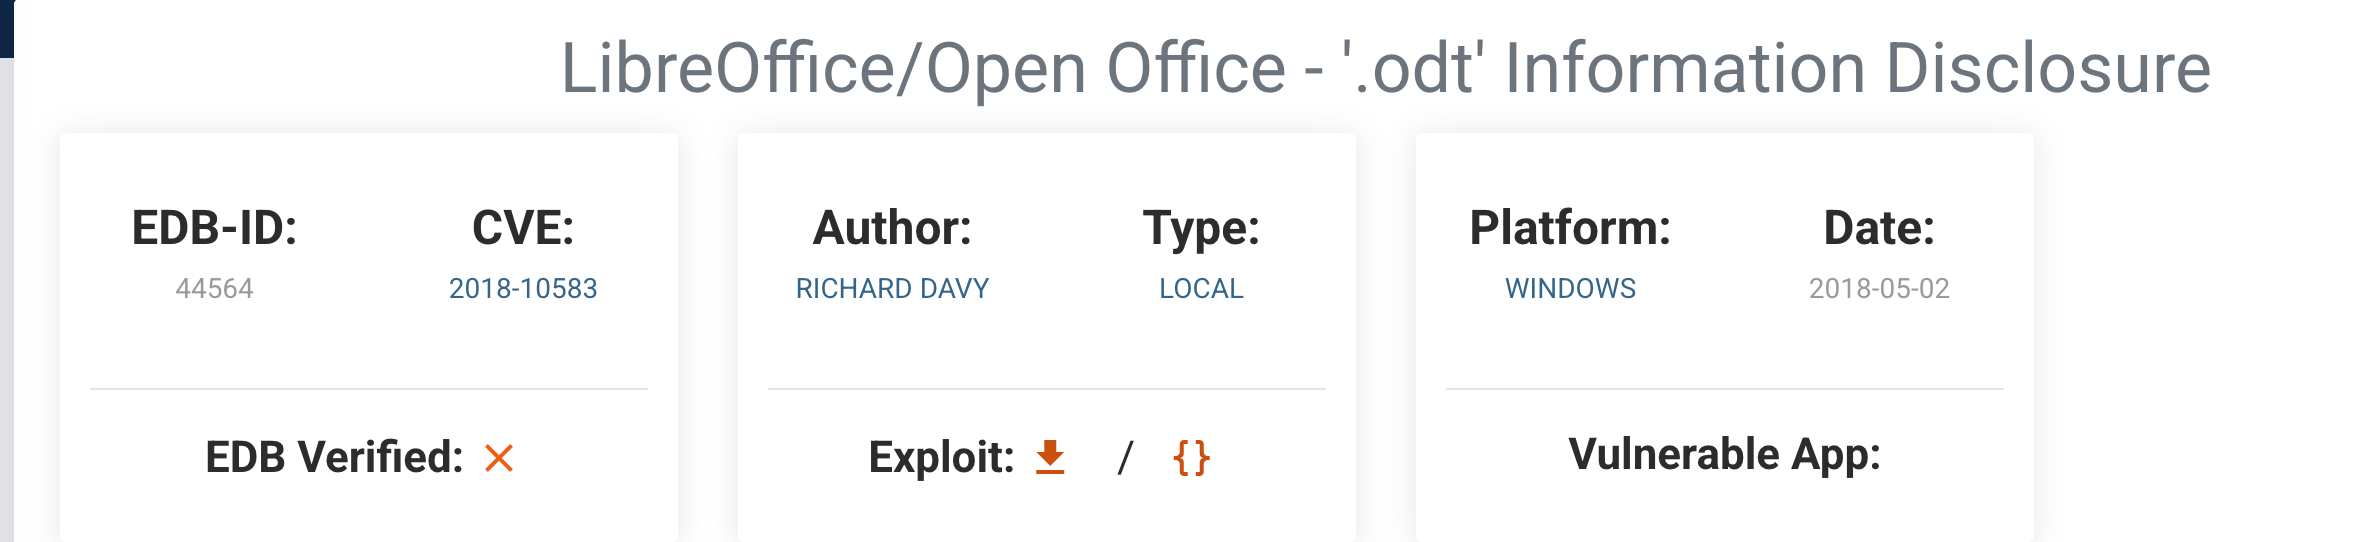 LibreOffice/Open Office - '.odt' Information Disclosure
EDB-ID:
44564
CVE:
2018-10583
EDB Verified:
Author:
RICHARD DAVY
Type:
LOCAL
Exploit: / {}
Platform:
WINDOWS
Date:
2018-05-02
Vulnerable App: